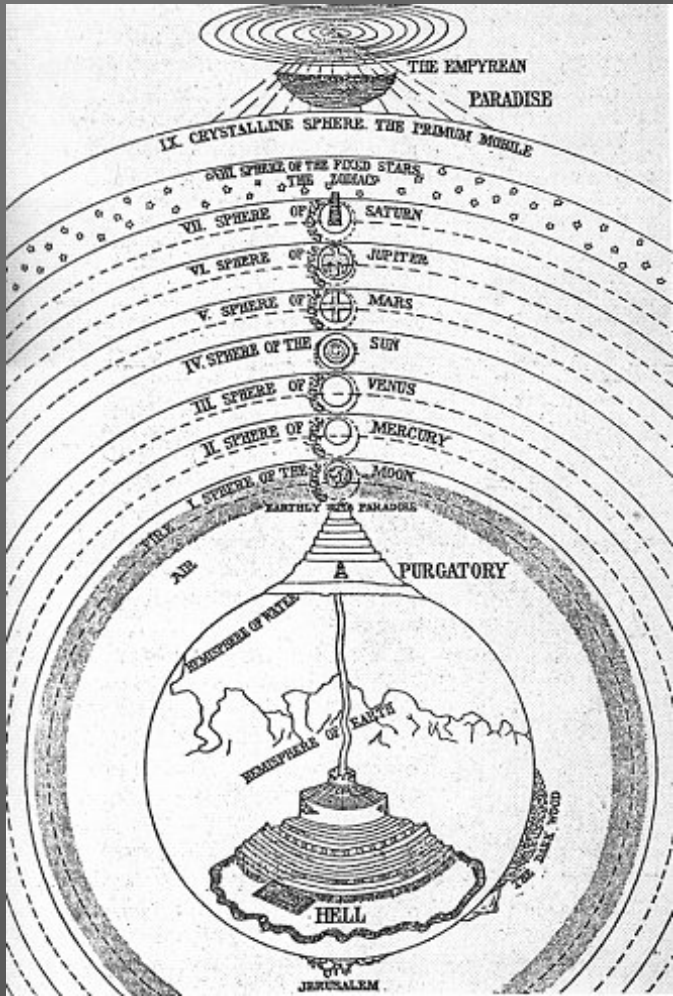 THE EMPYREAN
PARADISE
IX. CRYSTALLINE SPHERE. THE PRIMUM MOBILE
VIII. SPHERE OF THE FIXED STARS
THE ZODIAC
VII. SPHERE OF SATURN
VI. SPHERE OF JUPITER
V. SPHERE OF MARS
IV. SPHERE OF THE SUN
III. SPHERE OF VENUS
II. SPHERE OF MERCURY
I. SPHERE OF THE MOON
FIRE
EARTHLY PARADISE
AIR
PURGATORY
HEMISPHERE OF WATER
HEMISPHERE OF EARTH
THE DARK WOOD
HELL
JERUSALEM